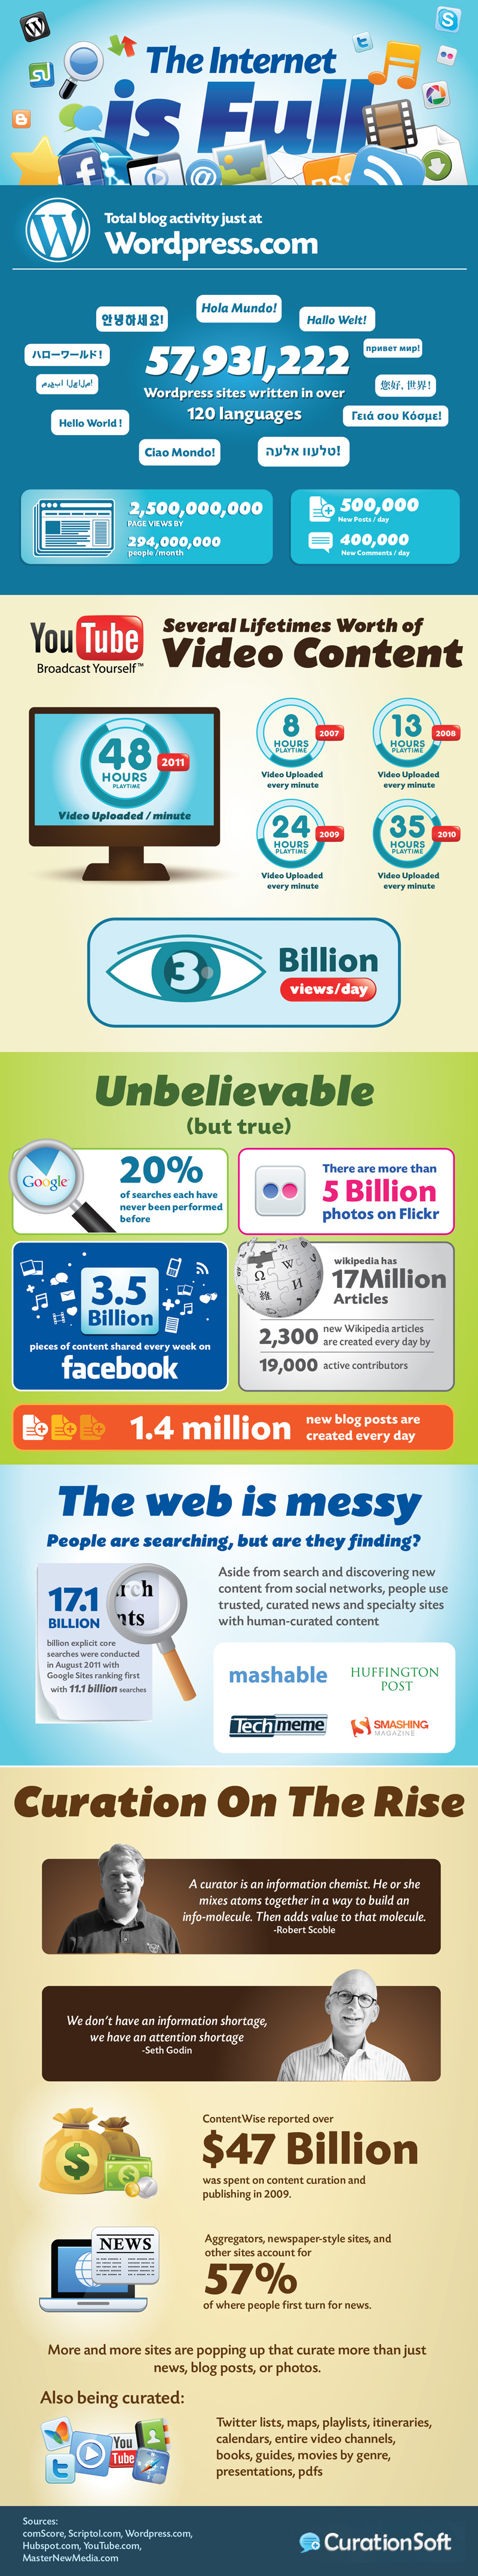 The Internet
is Full
RSS
Total blog activity just at
Wordpress.com
안녕하세요!
Hola Mundo!
Hallo Welt!
ハローワールド!
57,931,222
привет мир!
您好, 世界!
Wordpress sites written in over
120 languages
Hello World !
Γειά σου Κόσμε!
Ciao Mondo!
2,500,000,000
PAGE VIEWS BY
294,000,000
people /month
500,000
New Posts / day
400,000
New Comments / day
YouTube
Broadcast Yourself™
Several Lifetimes Worth of
Video Content
48
HOURS
PLAYTIME
2011
Video Uploaded / minute
8
HOURS
PLAYTIME
2007
Video Uploaded
every minute
13
HOURS
PLAYTIME
2008
Video Uploaded
every minute
24
HOURS
PLAYTIME
2009
Video Uploaded
every minute
35
HOURS
PLAYTIME
2010
Video Uploaded
every minute
3
Billion
views/day
Unbelievable
(but true)
Google
20%
of searches each have
never been performed
before
There are more than
5 Billion
photos on Flickr
3.5
Billion
pieces of content shared every week on
facebook
wikipedia has
17Million
Articles
2,300 new Wikipedia articles
are created every day by
19,000 active contributors
1.4 million
new blog posts are
created every day
The web is messy
People are searching, but are they finding?
17.1
BILLION
billion explicit core
searches were conducted
in August 2011 with
Google Sites ranking first
with 11.1 billion searches
rch
nts
Aside from search and discovering new
content from social networks, people use
trusted, curated news and specialty sites
with human-curated content
mashable
HUFFINGTON
POST
Techmeme
SMASHING
MAGAZINE
Curation On The Rise
A curator is an information chemist. He or she
mixes atoms together in a way to build an
info-molecule. Then adds value to that molecule.
-Robert Scoble
We don't have an information shortage,
we have an attention shortage
-Seth Godin
ContentWise reported over
$47 Billion
was spent on content curation and
publishing in 2009.
NEWS
Aggregators, newspaper-style sites, and
other sites account for
57%
of where people first turn for news.
More and more sites are popping up that curate more than just
news, blog posts, or photos.
Also being curated:
You
Tube
Twitter lists, maps, playlists, itineraries,
calendars, entire video channels,
books, guides, movies by genre,
presentations, pdfs
Sources:
comScore, Scriptol.com, Wordpress.com,
Hubspot.com, YouTube.com,
MasterNewMedia.com
CurationSoft